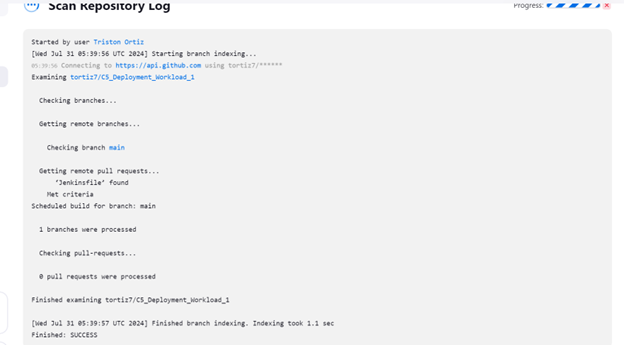 Scan Repository Log
Progress:
Started by user Triston Ortiz
[Wed Jul 31 05:39:56 UTC 2024] Starting branch indexing...
05:39:56 Connecting to https://api.github.com using tortiz7/******
Examining tortiz7/C5_Deployment_Workload_1
Checking branches...
Getting remote branches...
Checking branch main
Getting remote pull requests...
'Jenkinsfile' found
Met criteria
Scheduled build for branch: main
1 branches were processed
Checking pull-requests...
0 pull requests were processed
Finished examining tortiz7/C5_Deployment_Workload_1
[Wed Jul 31 05:39:57 UTC 2024] Finished branch indexing. Indexing took 1.1 sec
Finished: SUCCESS